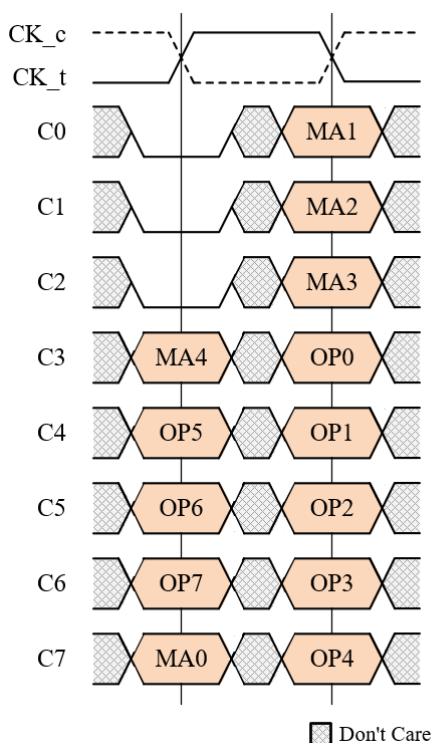 CK_c
CK_t
C0 MA1
C1 MA2
C2 MA3
C3 MA4 OP0
C4 OP5 OP1
C5 OP6 OP2
C6 OP7 OP3
C7 MA0 OP4
Don't Care